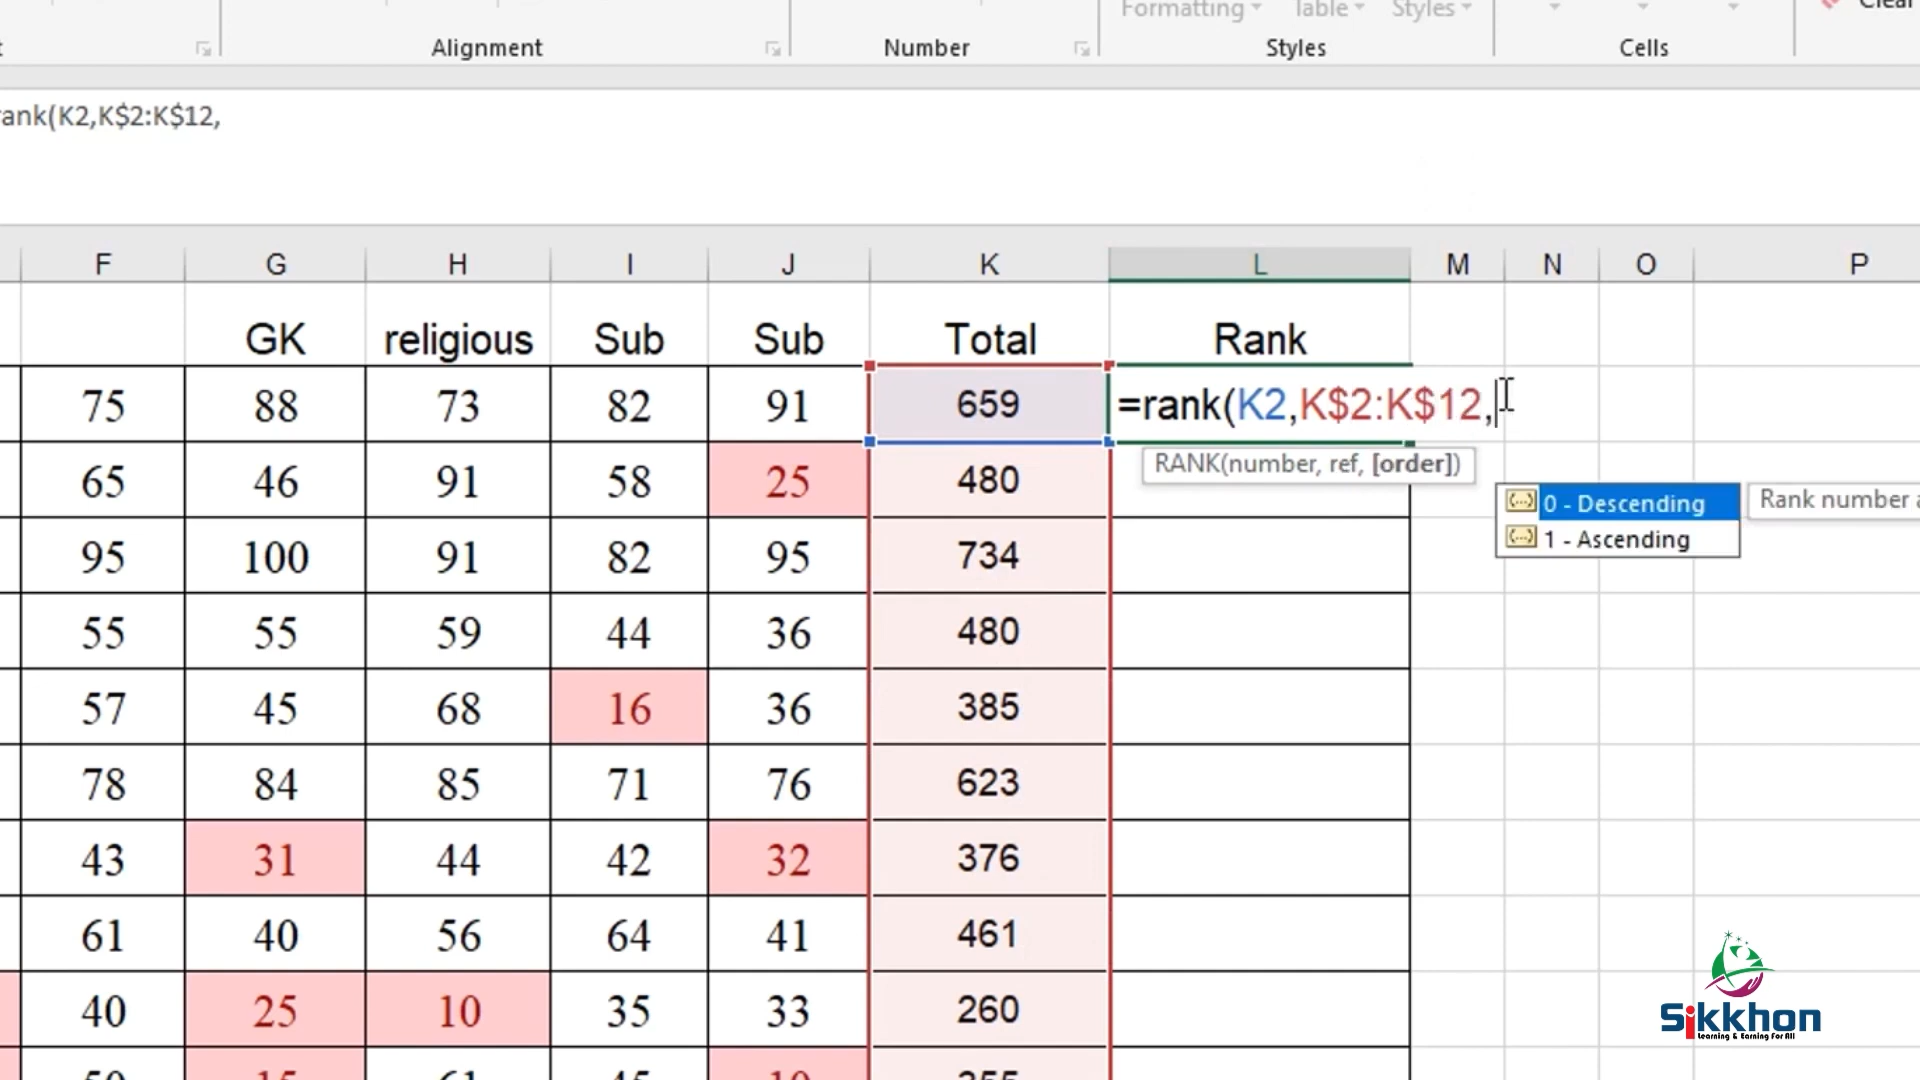 Formatting Table Styles Clear
Alignment Number Styles Cells
rank(K2,K$2:K$12,
F G H I J K L M N O P
GK religious Sub Sub Total Rank
75 88 73 82 91 659 =rank(K2,K$2:K$12,
RANK(number, ref, [order])
65 46 91 58 25 480
0 - Descending Rank number
1 - Ascending
95 100 91 82 95 734
55 55 59 44 36 480
57 45 68 16 36 385
78 84 85 71 76 623
43 31 44 42 32 376
61 40 56 64 41 461
40 25 10 35 33 260
Sikkhon
Learning & Earning For All